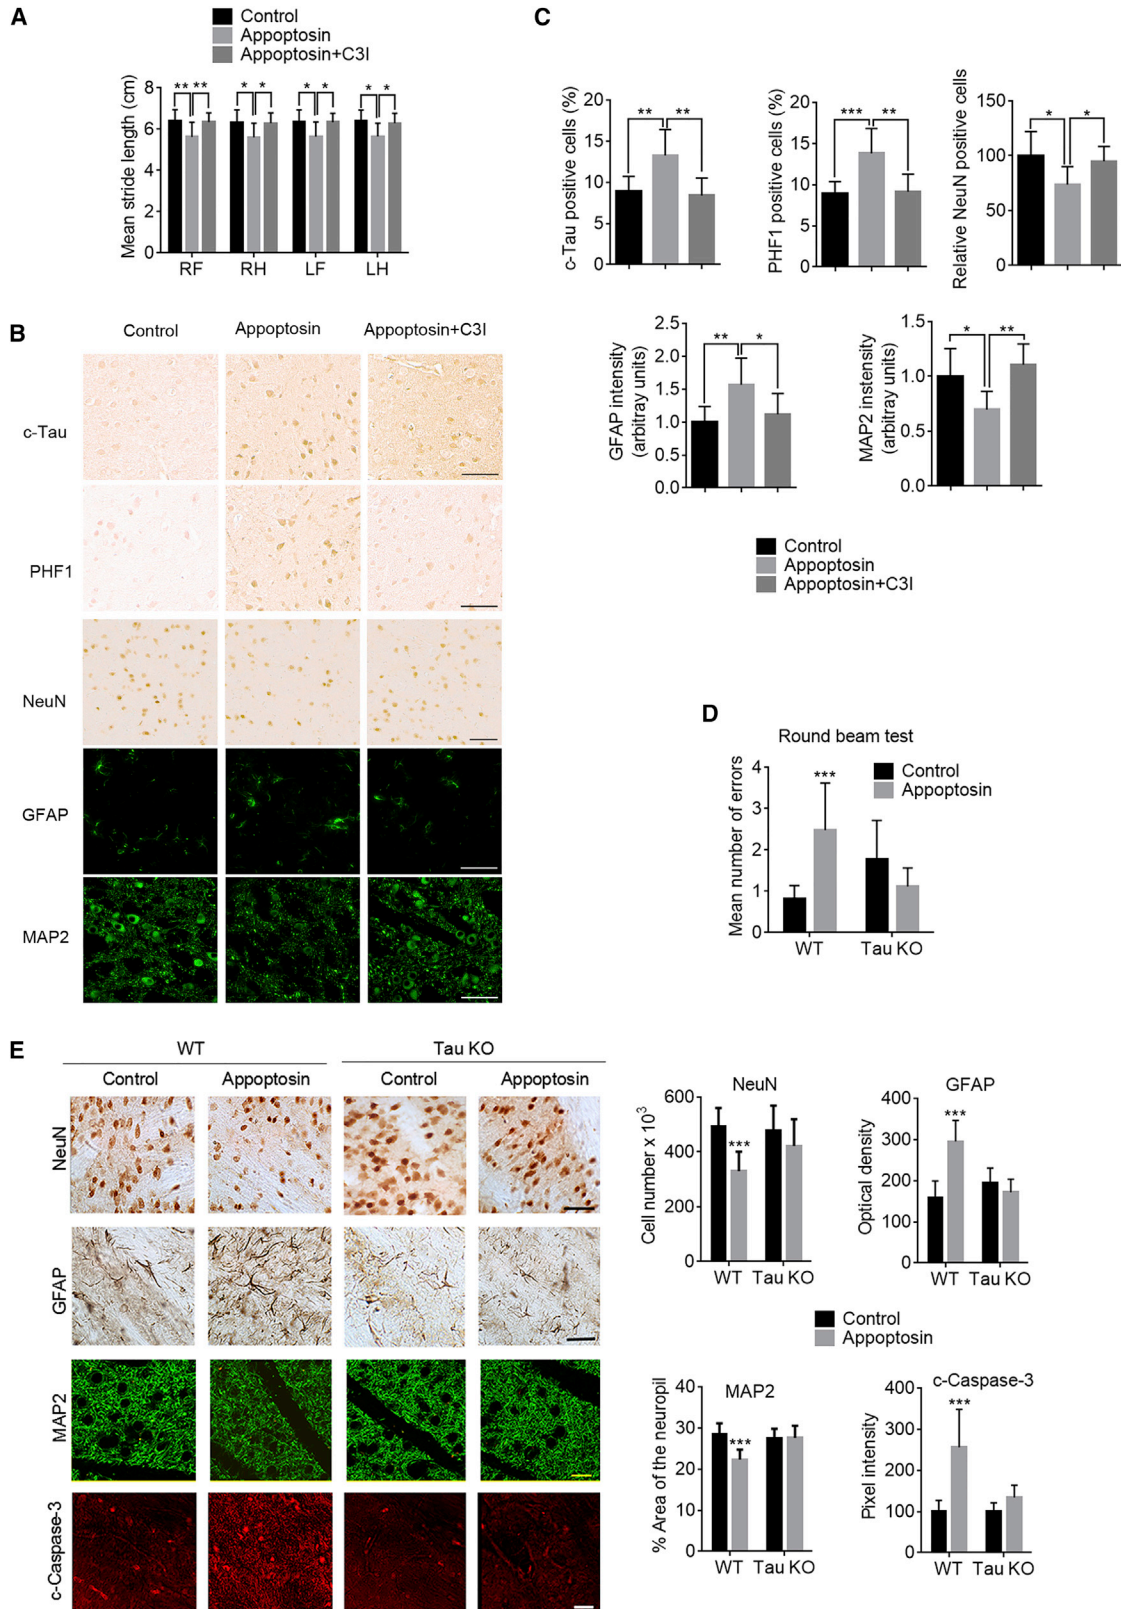 A
Control
Appoptosin
Appoptosin+C3I
Mean stride length (cm)
8
6
4
2
0
** **
* *
* *
* *
RF RH LF LH
B
Control Appoptosin Appoptosin+C3I
c-Tau
PHF1
NeuN
GFAP
MAP2
C
c-Tau positive cells (%)
20
15
10
5
0
** **
PHF1 positive cells (%)
20
15
10
5
0
*** **
Relative NeuN positive cells
150
100
50
0
* *
GFAP intensity
(arbitray units)
2.5
2.0
1.5
1.0
0.5
0.0
** *
MAP2 instensity
(arbitray units)
1.5
1.0
0.5
0.0
* **
Control
Appoptosin
Appoptosin+C3I
D
Round beam test
Mean number of errors
4
3
2
1
0
***
Control
Appoptosin
WT Tau KO
E
WT Tau KO
Control Appoptosin Control Appoptosin
NeuN
GFAP
MAP2
c-Caspase-3
NeuN
Cell number x 10³
600
400
200
0
***
WT Tau KO
GFAP
Optical density
400
300
200
100
0
***
WT Tau KO
Control
Appoptosin
MAP2
% Area of the neuropil
40
30
20
10
0
***
WT Tau KO
c-Caspase-3
Pixel intensity
400
300
200
100
0
***
WT Tau KO